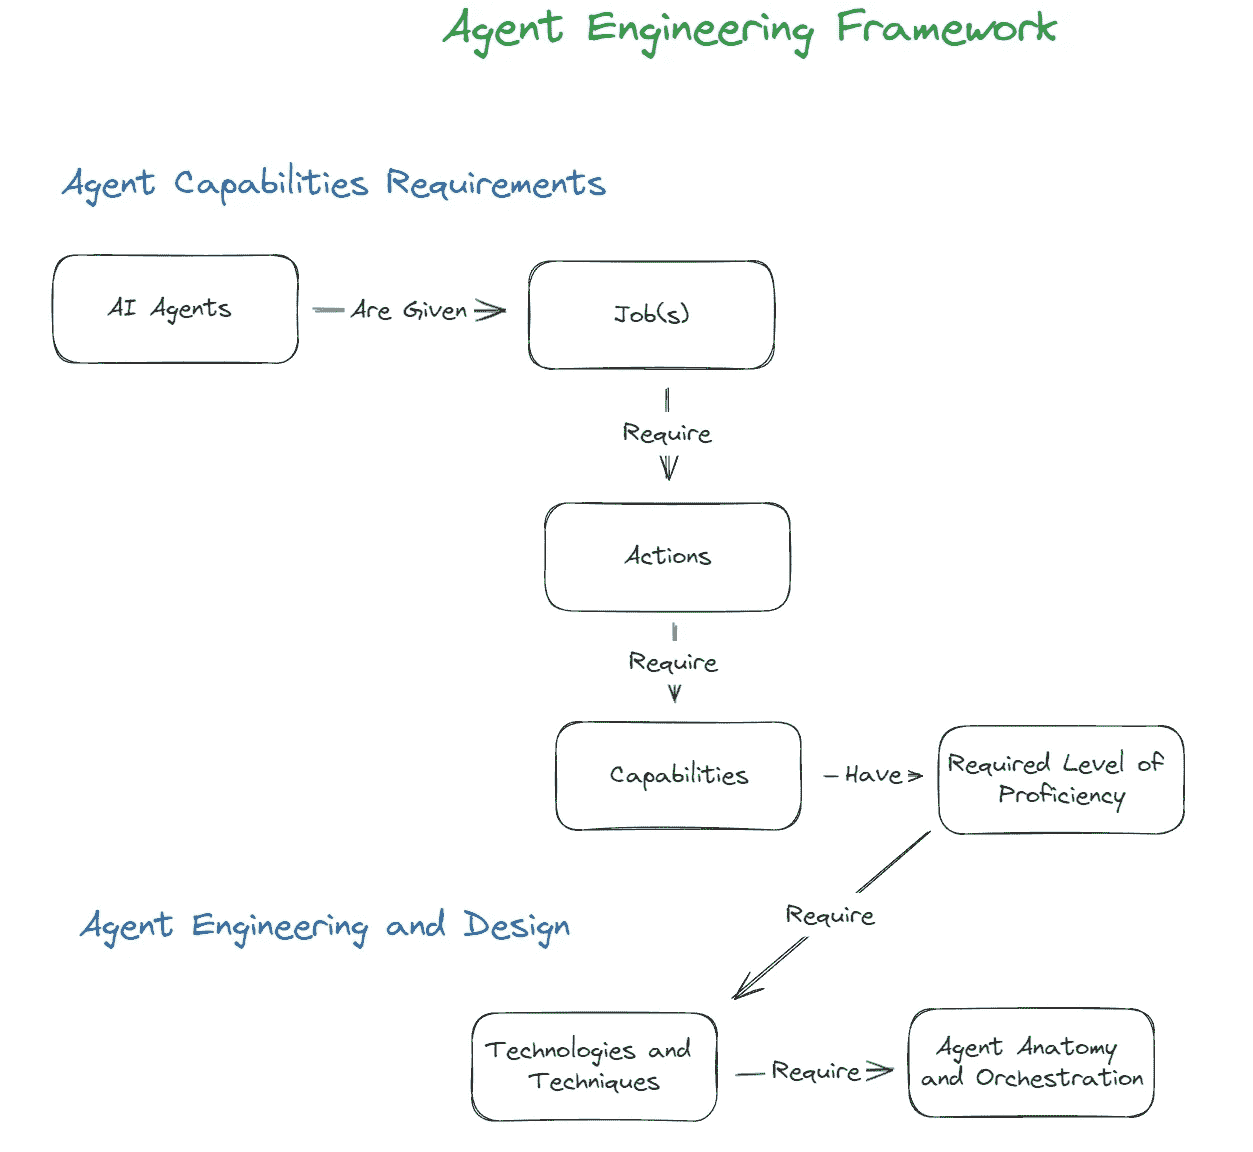 Agent Engineering Framework
Agent Capabilities Requirements
AI Agents
Are Given
Job(s)
Require
Actions
Require
Capabilities
Have
Required Level of
Proficiency
Require
Agent Engineering and Design
Technologies and
Techniques
Require
Agent Anatomy
and Orchestration